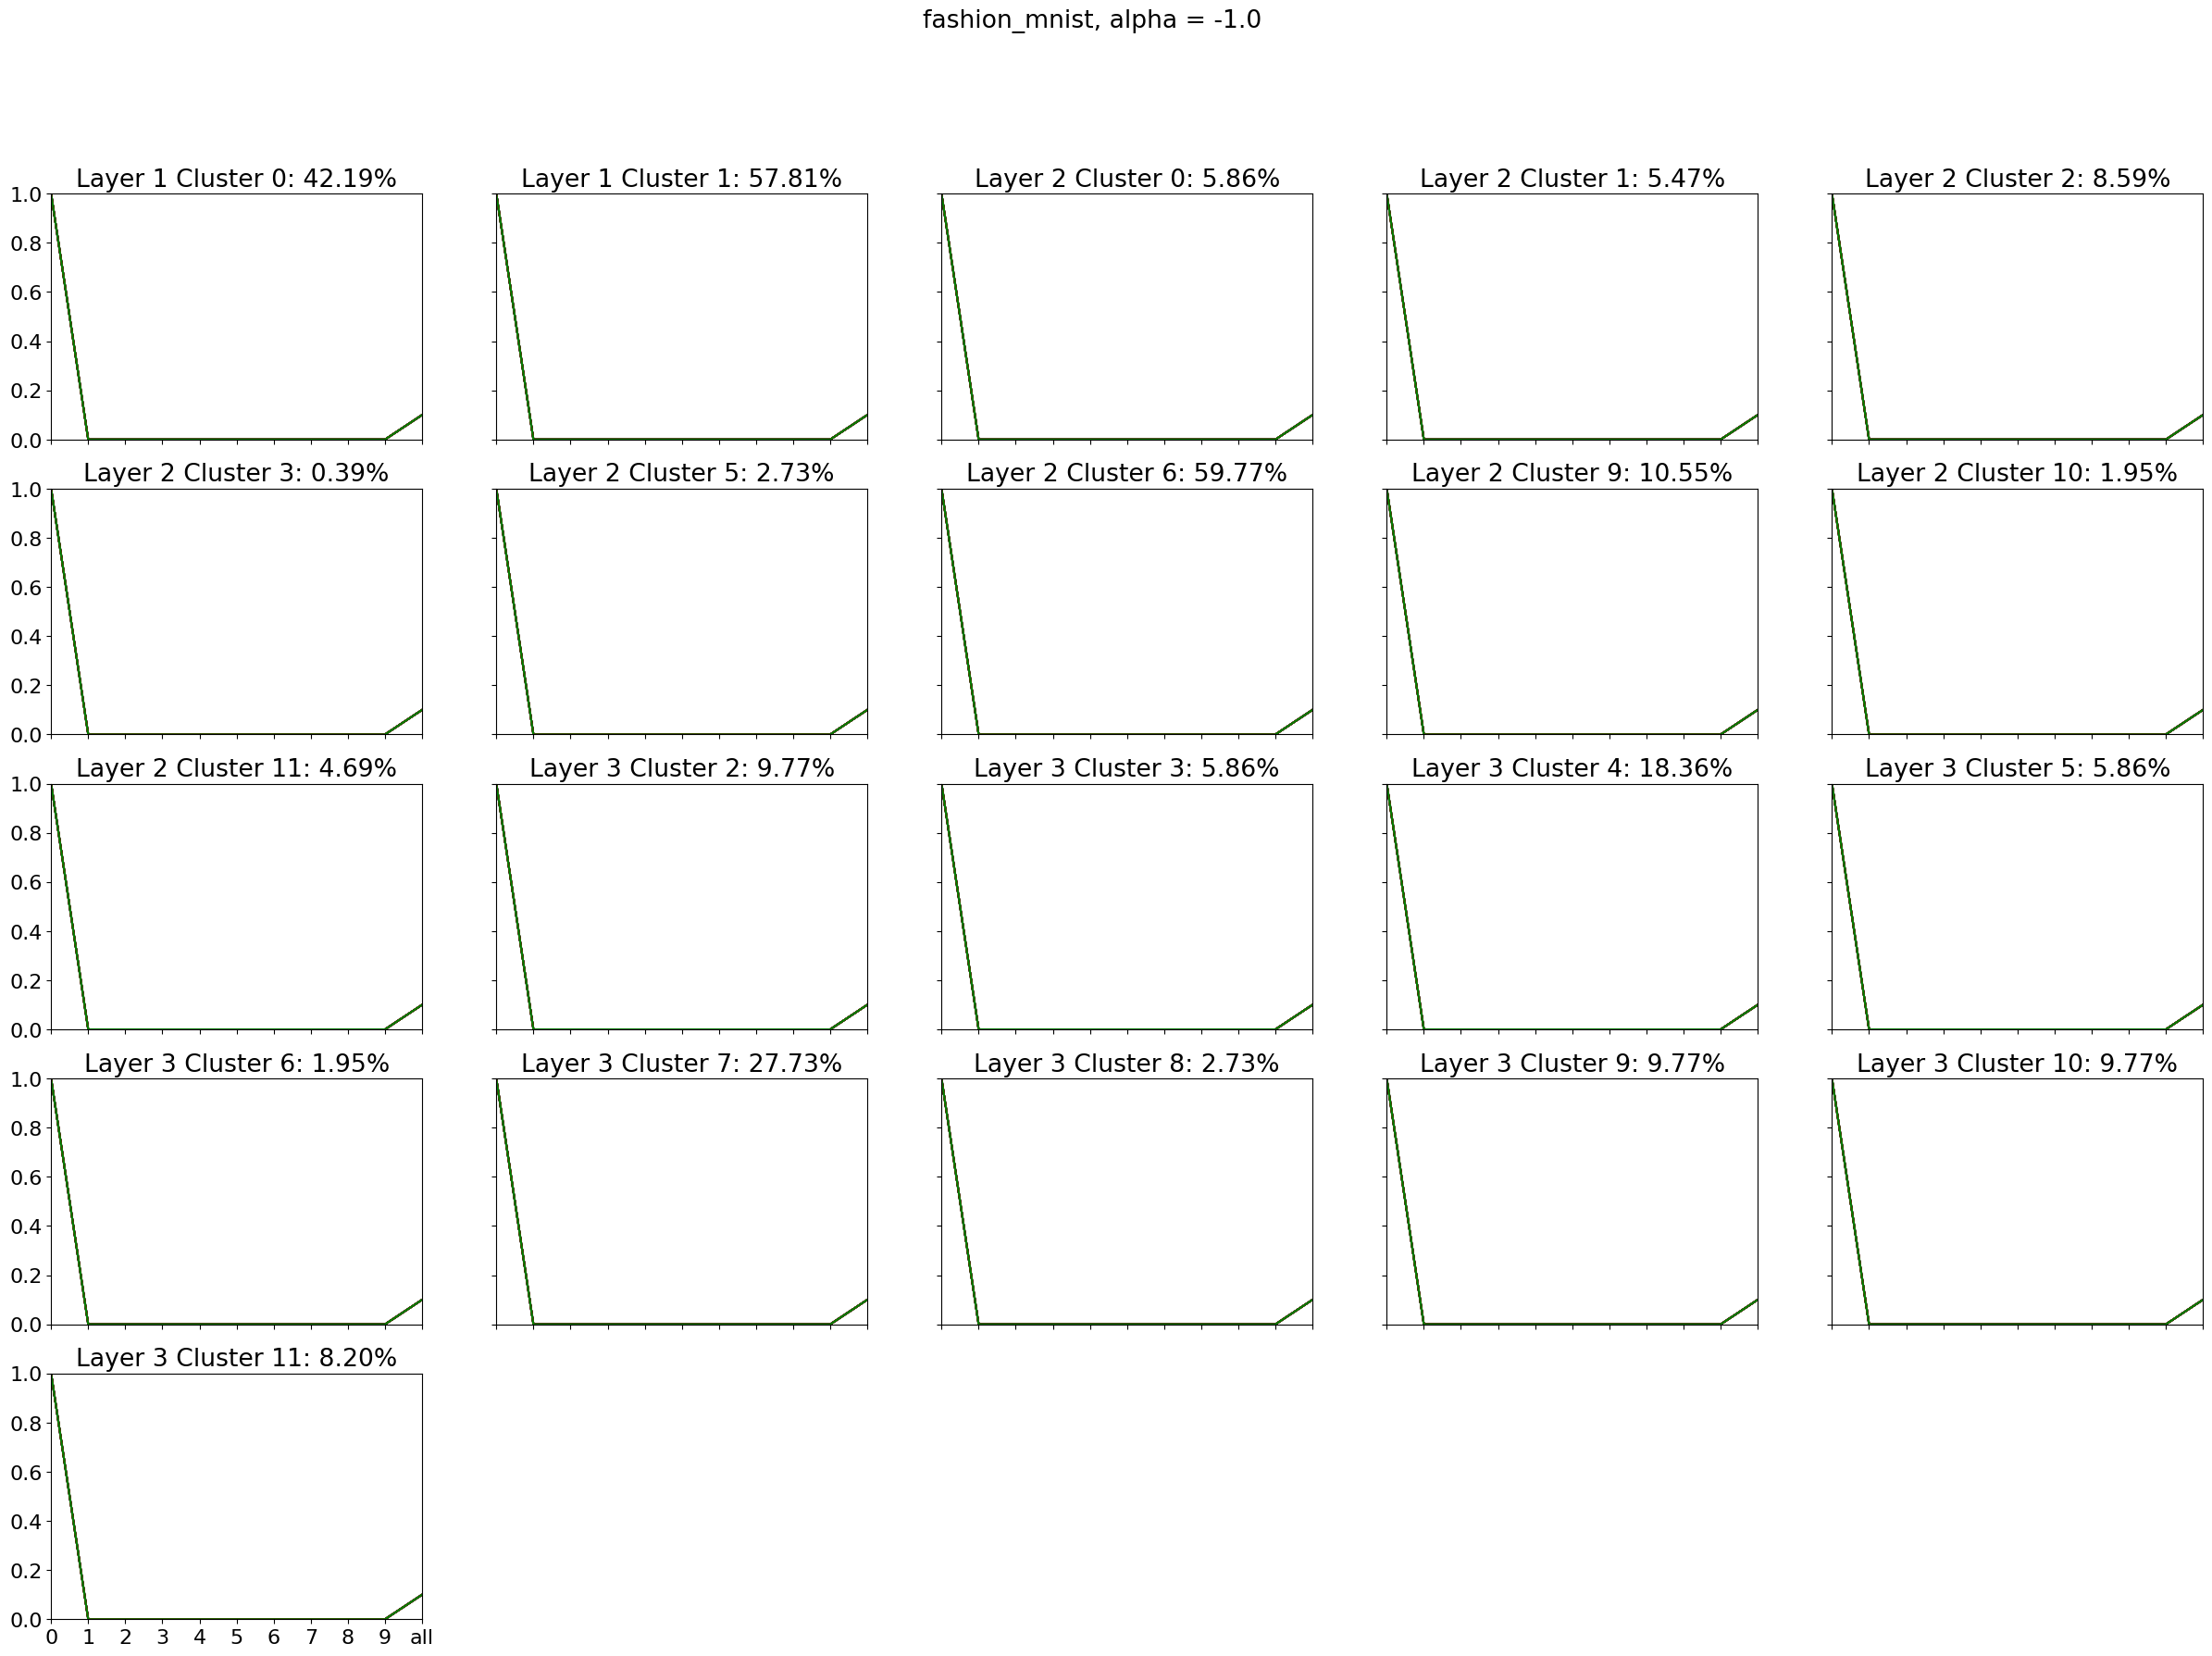 fashion_mnist, alpha = -1.0
Layer 1 Cluster 0: 42.19%
Layer 1 Cluster 1: 57.81%
Layer 2 Cluster 0: 5.86%
Layer 2 Cluster 1: 5.47%
Layer 2 Cluster 2: 8.59%
1.0
0.8
0.6
0.4
0.2
0.0
Layer 2 Cluster 3: 0.39%
Layer 2 Cluster 5: 2.73%
Layer 2 Cluster 6: 59.77%
Layer 2 Cluster 9: 10.55%
Layer 2 Cluster 10: 1.95%
1.0
0.8
0.6
0.4
0.2
0.0
Layer 2 Cluster 11: 4.69%
Layer 3 Cluster 2: 9.77%
Layer 3 Cluster 3: 5.86%
Layer 3 Cluster 4: 18.36%
Layer 3 Cluster 5: 5.86%
1.0
0.8
0.6
0.4
0.2
0.0
Layer 3 Cluster 6: 1.95%
Layer 3 Cluster 7: 27.73%
Layer 3 Cluster 8: 2.73%
Layer 3 Cluster 9: 9.77%
Layer 3 Cluster 10: 9.77%
1.0
0.8
0.6
0.4
0.2
0.0
Layer 3 Cluster 11: 8.20%
1.0
0.8
0.6
0.4
0.2
0.0
0 1 2 3 4 5 6 7 8 9 all